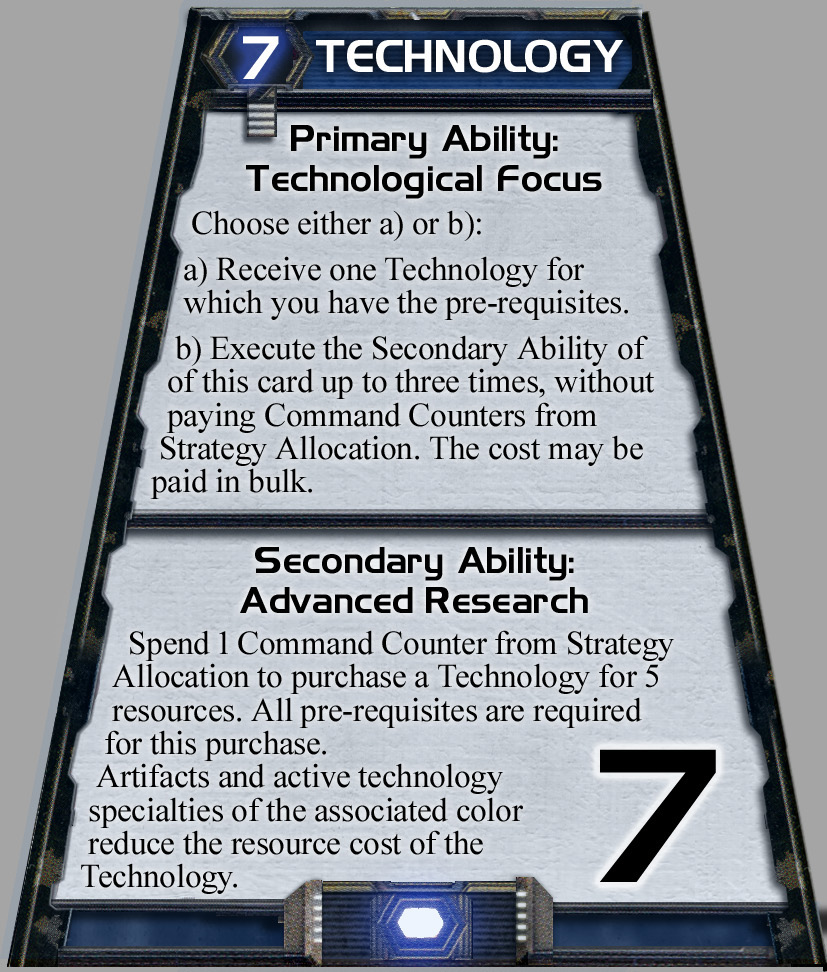 7 TECHNOLOGY
Primary Ability:
Technological Focus
Choose either a) or b):
a) Receive one Technology for
which you have the pre-requisites.
b) Execute the Secondary Ability of
of this card up to three times, without
paying Command Counters from
Strategy Allocation. The cost may be
paid in bulk.
Secondary Ability:
Advanced Research
Spend 1 Command Counter from Strategy
Allocation to purchase a Technology for 5
resources. All pre-requisites are required
for this purchase.
Artifacts and active technology
specialties of the associated color
reduce the resource cost of the
Technology.
7